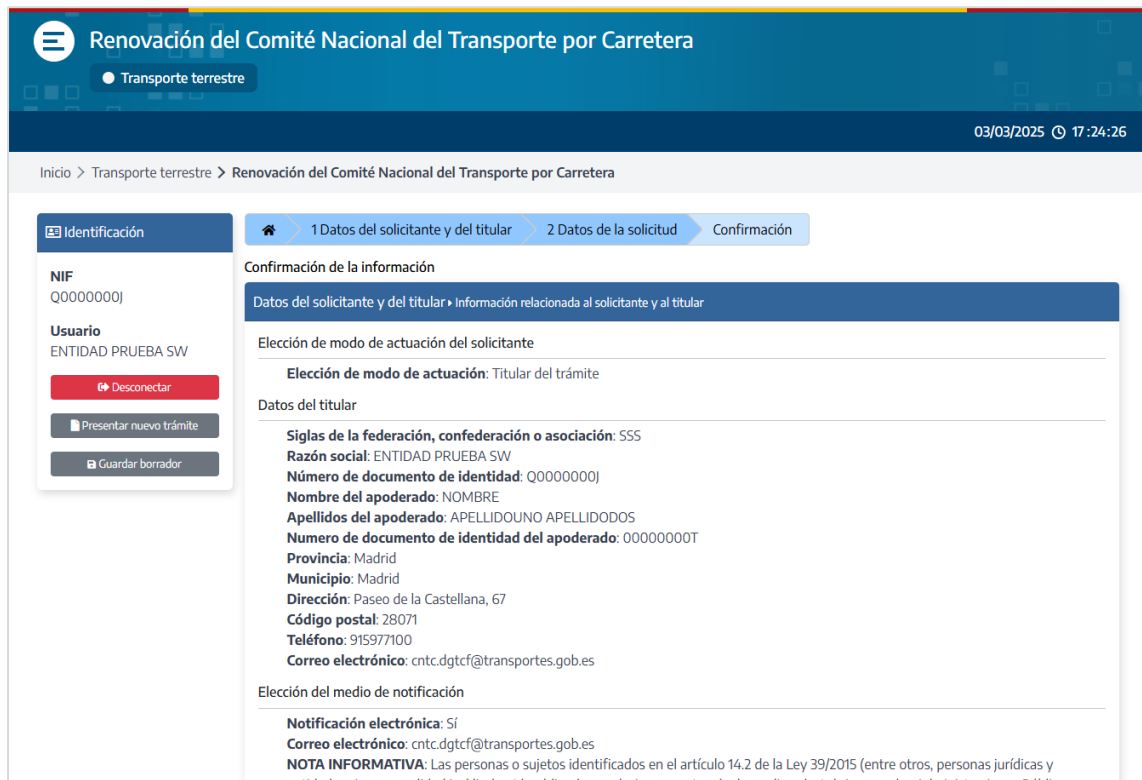 Renovación del Comité Nacional del Transporte por Carretera
Transporte terrestre
03/03/2025 17:24:26
Inicio > Transporte terrestre > Renovación del Comité Nacional del Transporte por Carretera
Identificación
NIF
Q0000000J
Usuario
ENTIDAD PRUEBA SW
Desconectar
Presentar nuevo trámite
Guardar borrador
1 Datos del solicitante y del titular
2 Datos de la solicitud
Confirmación
Confirmación de la información
Datos del solicitante y del titular ▸ Información relacionada al solicitante y al titular
Elección de modo de actuación del solicitante
Elección de modo de actuación: Titular del trámite
Datos del titular
Siglas de la federación, confederación o asociación: SSS
Razón social: ENTIDAD PRUEBA SW
Número de documento de identidad: Q0000000J
Nombre del apoderado: NOMBRE
Apellidos del apoderado: APELLIDOUNO APELLIDODOS
Numero de documento de identidad del apoderado: 00000000T
Provincia: Madrid
Municipio: Madrid
Dirección: Paseo de la Castellana, 67
Código postal: 28071
Teléfono: 915977100
Correo electrónico: cntc.dgtcf@transportes.gob.es
Elección del medio de notificación
Notificación electrónica: Sí
Correo electrónico: cntc.dgtcf@transportes.gob.es
NOTA INFORMATIVA: Las personas o sujetos identificados en el artículo 14.2 de la Ley 39/2015 (entre otros, personas jurídicas y